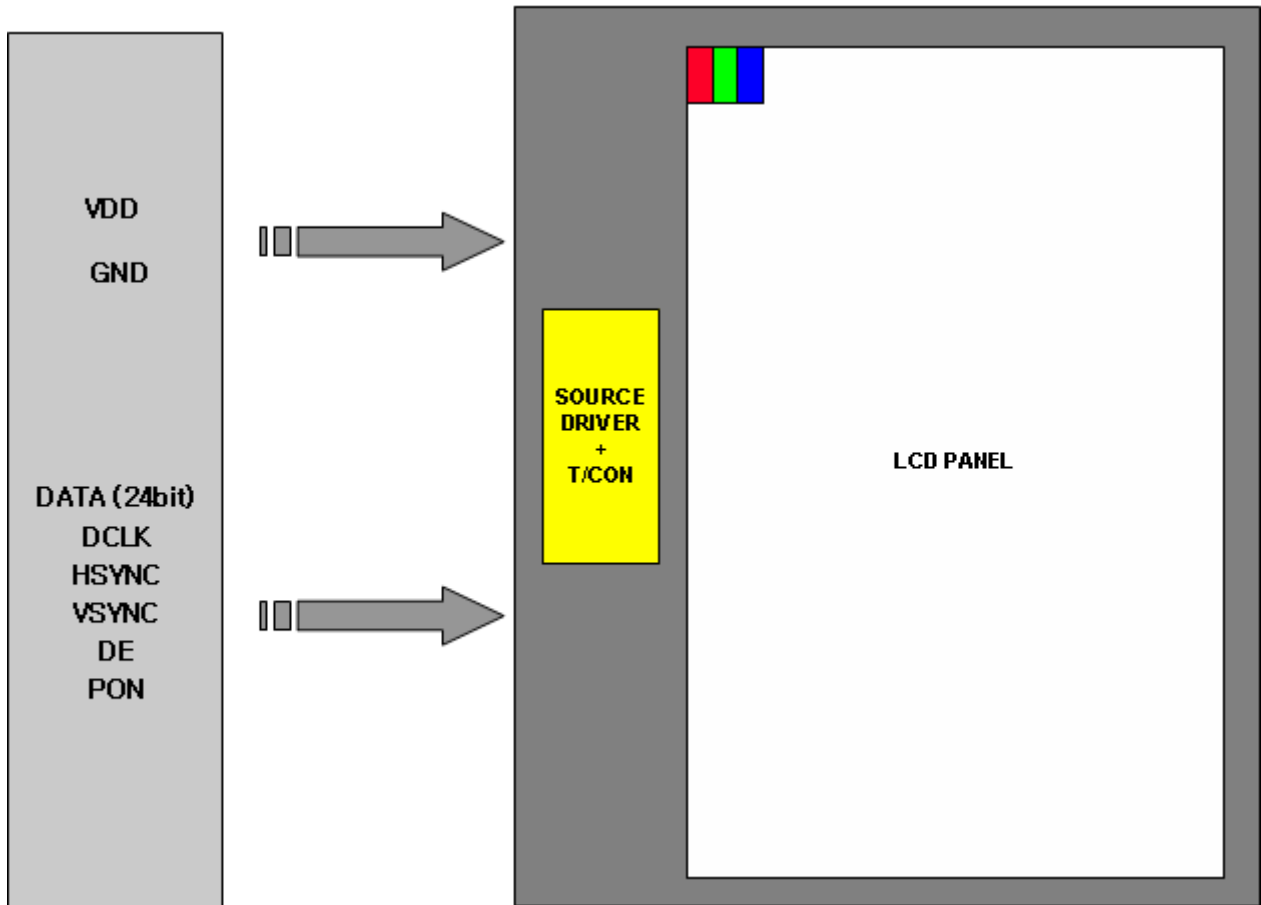 VDD
GND
DATA (24bit)
DCLK
HSYNC
VSYNC
DE
PON
SOURCE
DRIVER
+
T/CON
LCD PANEL